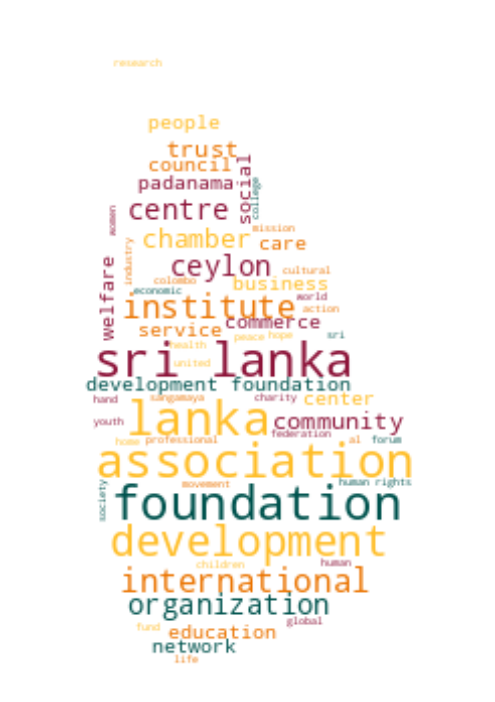 research
people
trust
council
social
padanama
college
centre
women
mission
chamber
care
industry
ceylon
cultural
colombo
business
welfare
economic
world
institute
action
commerce
service
peace
hope
sri
health
sri lanka
united
development foundation
hand
sangamaya
charity
center
lanka
youth
community
federation
home
professional
al
forum
association
movement
human rights
society
foundation
development
human
children
international
organization
global
fund
education
network
life